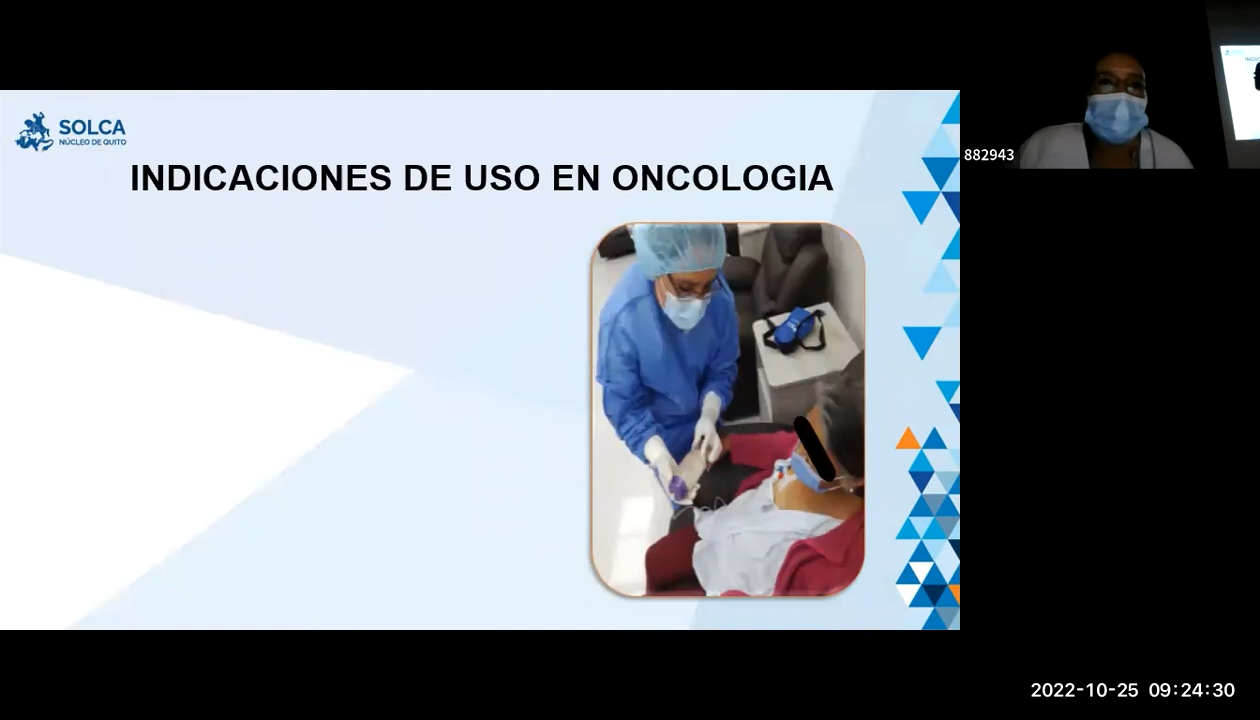 SOLCA
NÚCLEO DE QUITO
INDICACIONES DE USO EN ONCOLOGIA
882943
2022-10-25 09:24:30